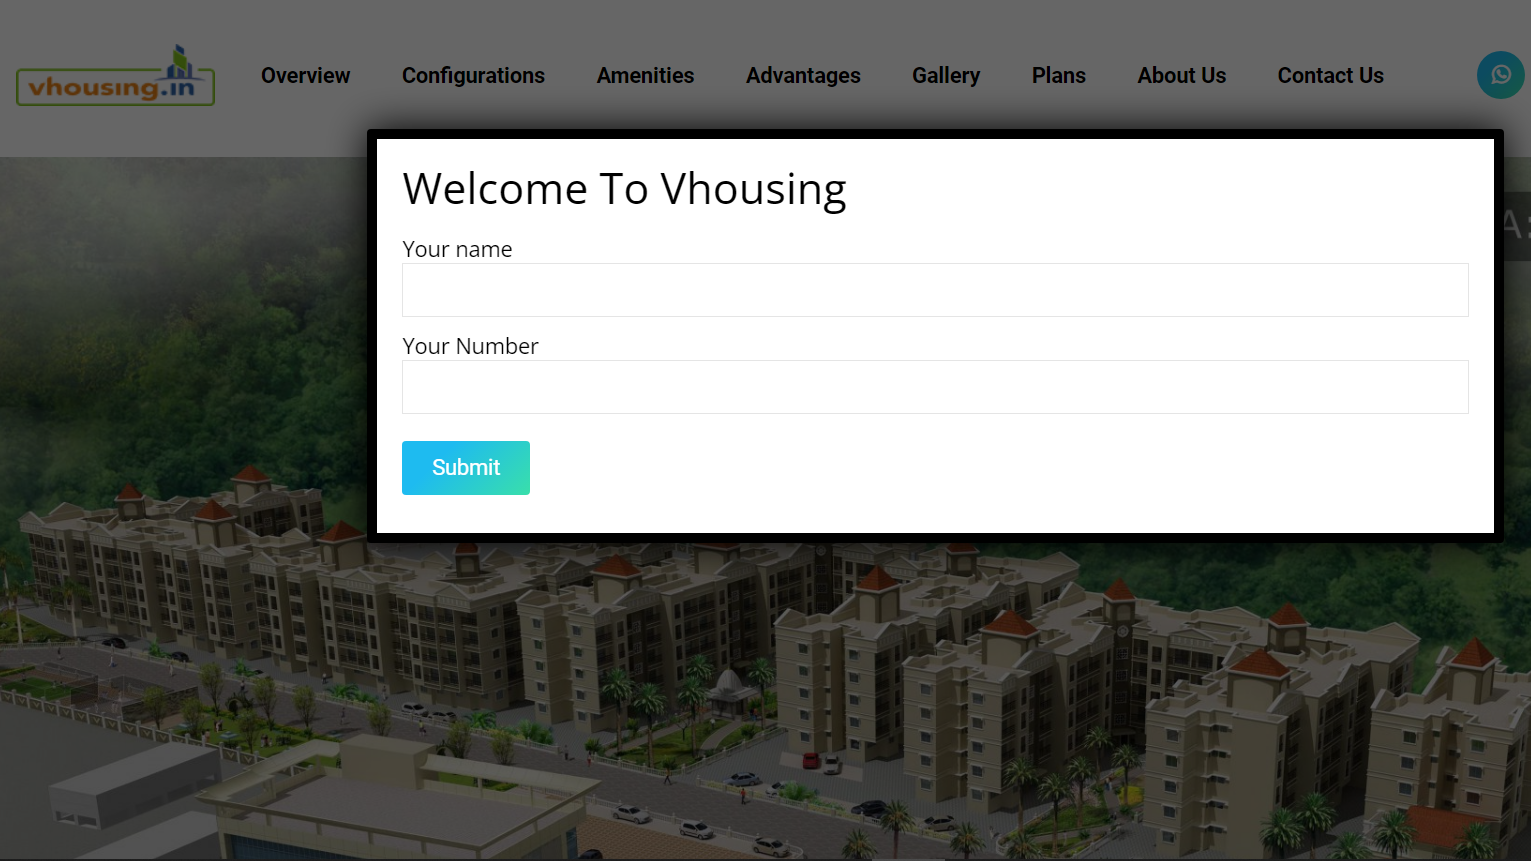 vhousing.in
Overview
Configurations
Amenities
Advantages
Gallery
Plans
About Us
Contact Us
Welcome To Vhousing
Your name
Your Number
Submit